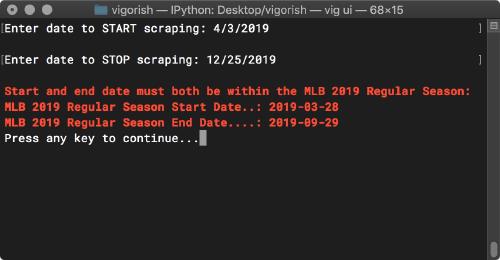 vigorish — IPython: Desktop/vigorish — vig ui — 68×15
[Enter date to START scraping: 4/3/2019 ]
[Enter date to STOP scraping: 12/25/2019 ]
Start and end date must both be within the MLB 2019 Regular Season:
MLB 2019 Regular Season Start Date..: 2019-03-28
MLB 2019 Regular Season End Date....: 2019-09-29
Press any key to continue...